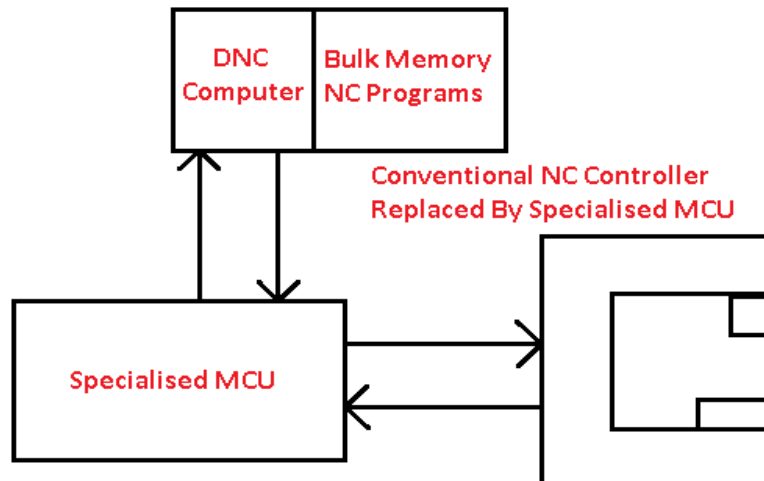 DNC
Computer
Bulk Memory
NC Programs
Conventional NC Controller
Replaced By Specialised MCU
Specialised MCU